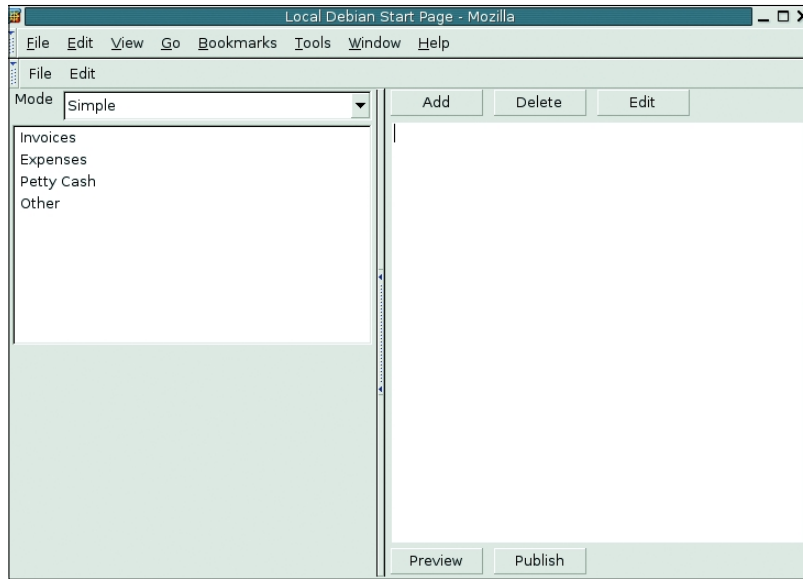 Local Debian Start Page - Mozilla
File Edit View Go Bookmarks Tools Window Help
File Edit
Mode Simple
Add Delete Edit
Invoices
Expenses
Petty Cash
Other
Preview Publish